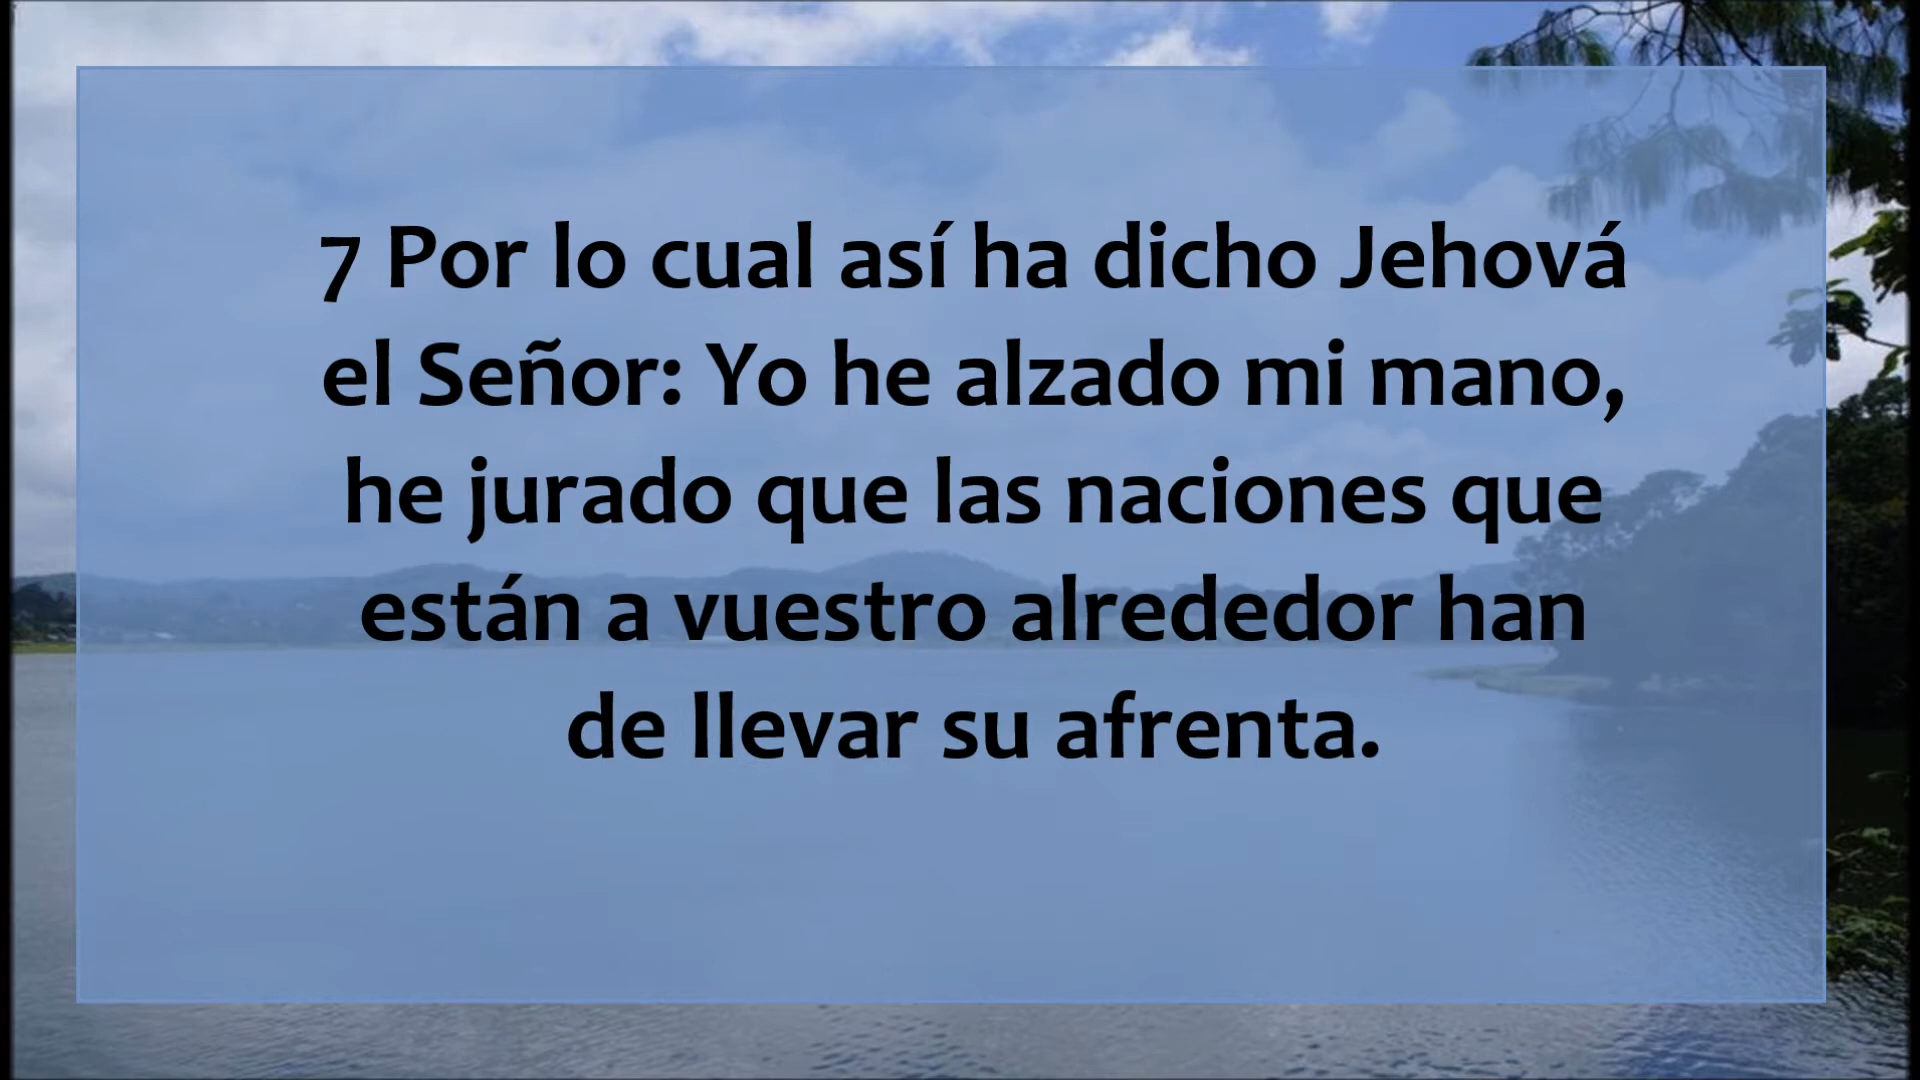 7 Por lo cual así ha dicho Jehová
el Señor: Yo he alzado mi mano,
he jurado que las naciones que
están a vuestro alrededor han
de llevar su afrenta.